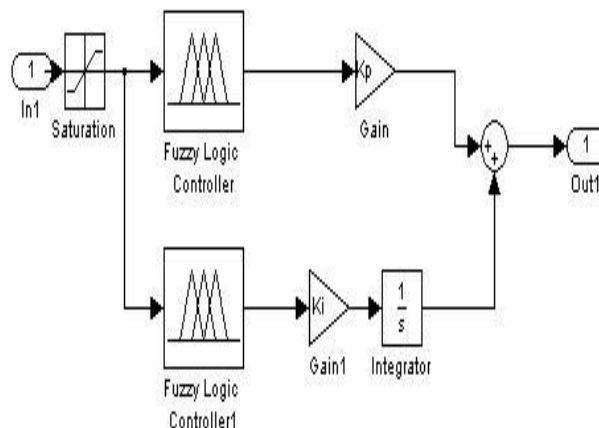 1
In1
Saturation
Fuzzy Logic
Controller
Kp
Gain
+
+
1
Out1
Fuzzy Logic
Controller1
Ki
Gain1
1
s
Integrator